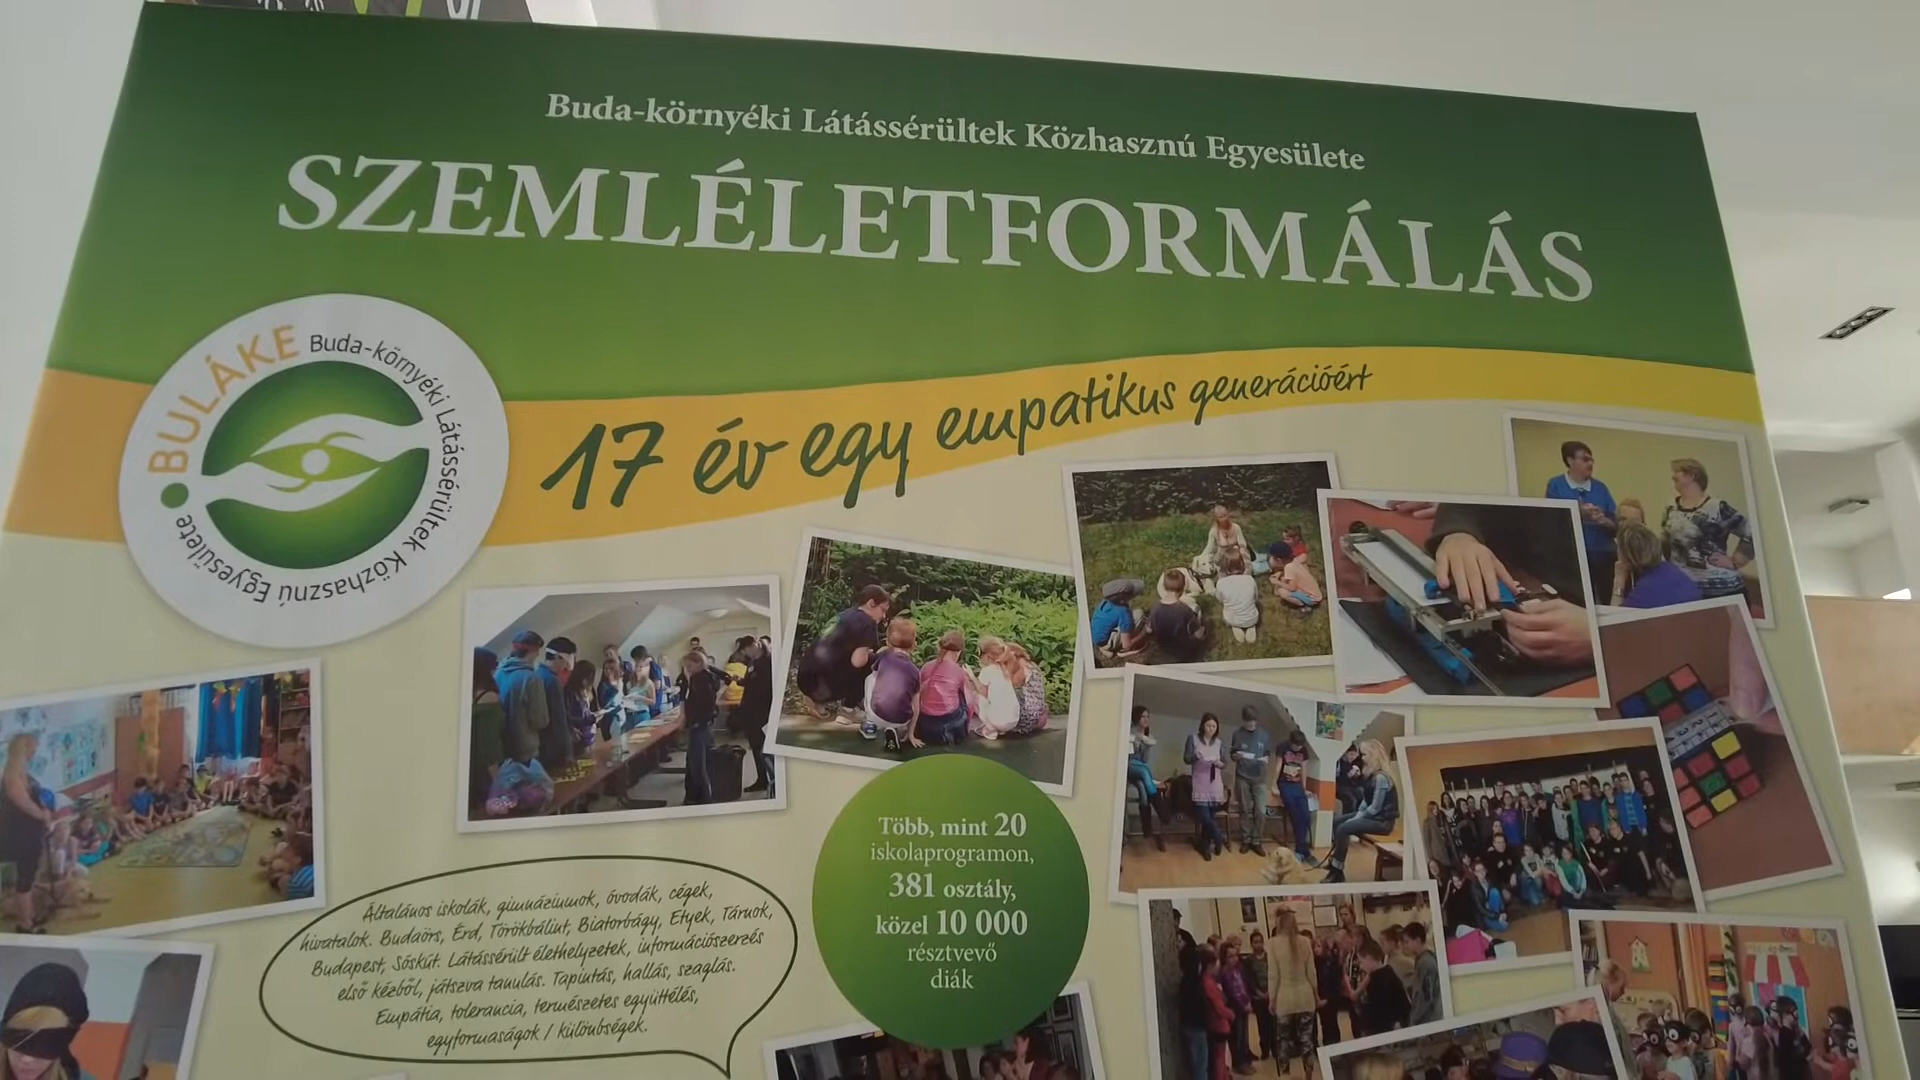 Buda-környéki Látássérültek Közhasznú Egyesülete
SZEMLÉLETFORMÁLÁS
BULÁKE Buda-környéki Látássérültek Közhasznú Egyesülete
17 év egy empatikus generációért
Több, mint 20
iskolaprogramon,
381 osztály,
közel 10 000
résztvevő
diák
Általános iskolák, gimnáziumok, óvodák, cégek,
hivatalok. Budaörs, Érd, Törökbálint, Biatorbágy, Etyek, Tárnok,
Budapest, Sóskút. Látássérült élethelyzetek, információszerzés
első kézből, játszva tanulás. Tapintás, hallás, szaglás.
Empátia, tolerancia, természetes együttélés,
egyformaságok / különbségek.